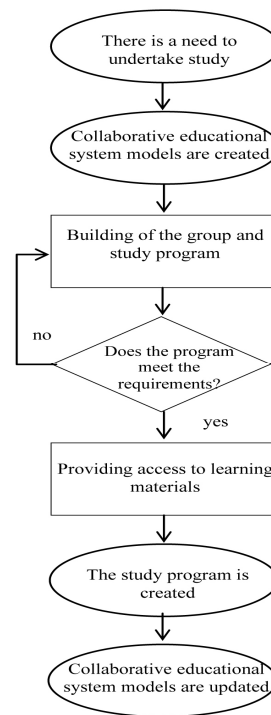 There is a need to
undertake study
Collaborative educational
system models are created
Building of the group and
study program
no
Does the program
meet the
requirements?
yes
Providing access to learning
materials
The study program is
created
Collaborative educational
system models are updated